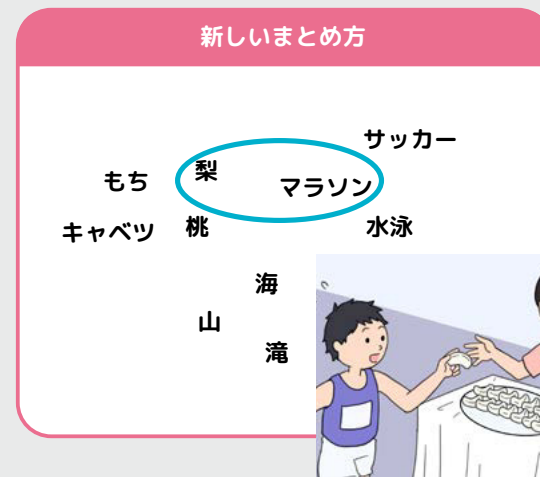 新しいまとめ方
サッカー
もち
梨
マラソン
キャベツ
桃
水泳
海
山
滝